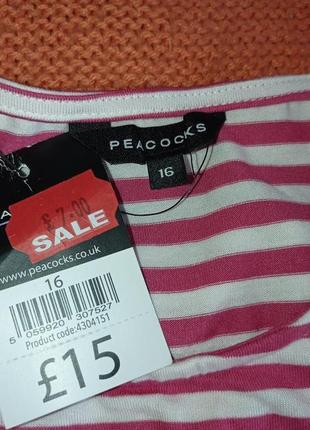 PEACOCKS
16
£7.00
SALE
www.peacocks.co.uk
16
5 059920 307527
Product code:4304151
£15